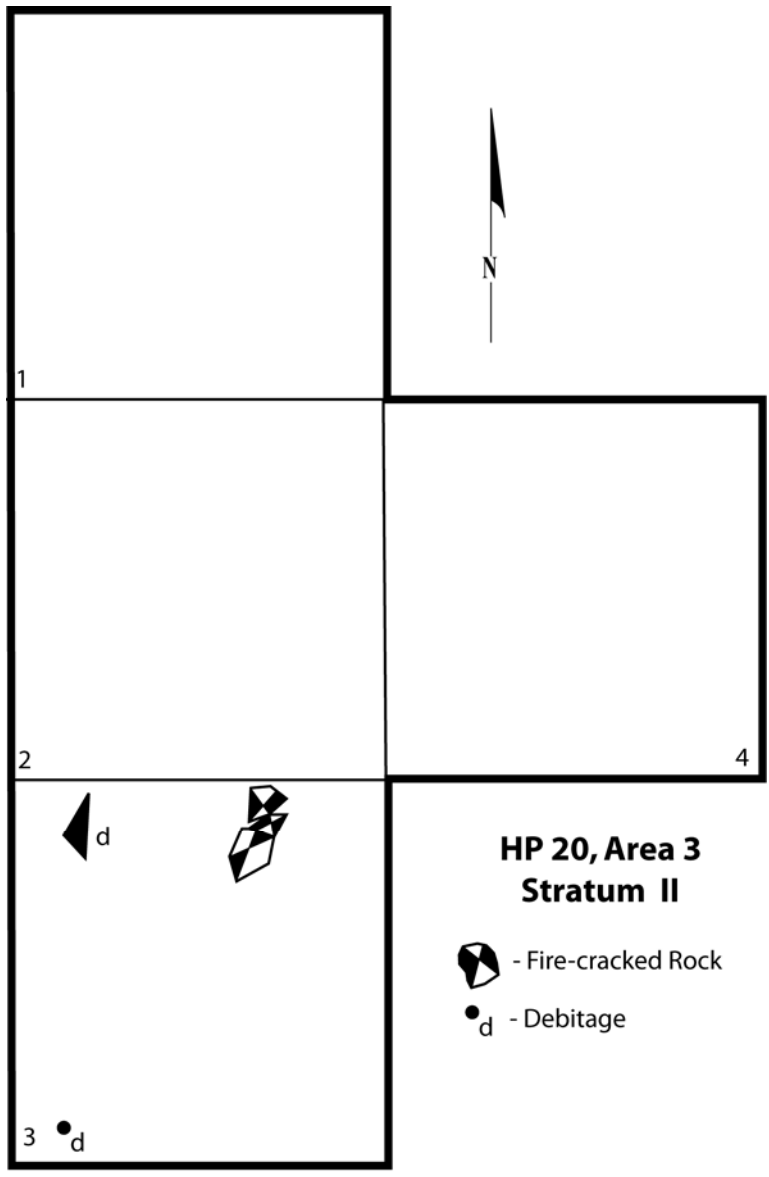 N
1
2
4
d
HP 20, Area 3
Stratum II
- Fire-cracked Rock
d - Debitage
3
d